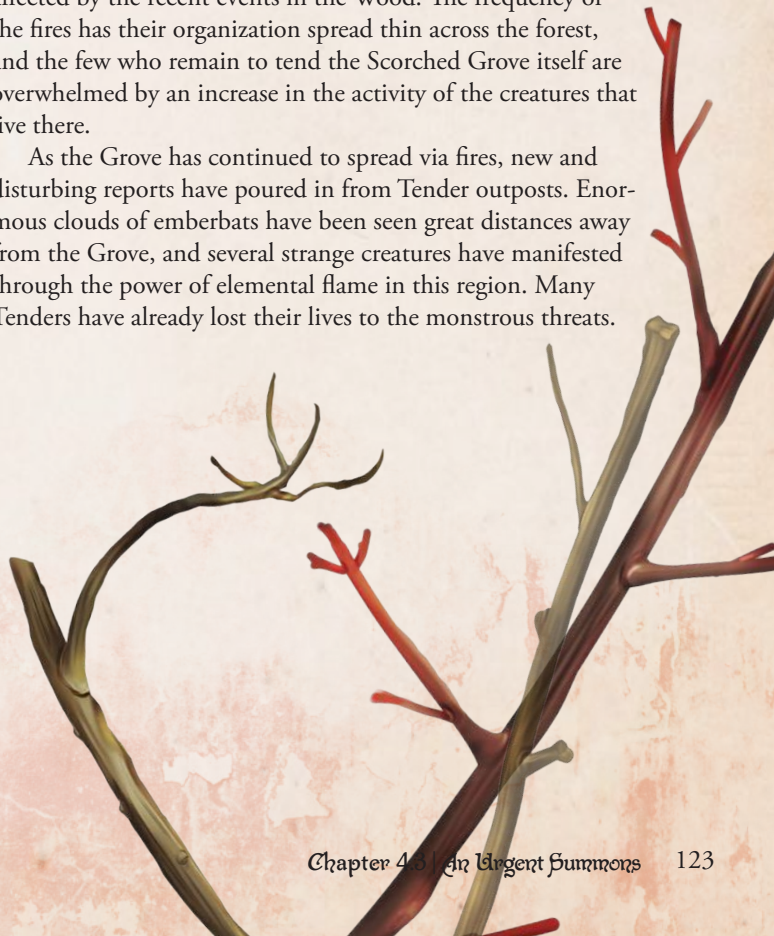 affected by the recent events in the Wood. The frequency of
the fires has their organization spread thin across the forest,
and the few who remain to tend the Scorched Grove itself are
overwhelmed by an increase in the activity of the creatures that
live there.
As the Grove has continued to spread via fires, new and
disturbing reports have poured in from Tender outposts. Enor-
mous clouds of emberbats have been seen great distances away
from the Grove, and several strange creatures have manifested
through the power of elemental flame in this region. Many
Tenders have already lost their lives to the monstrous threats.
Chapter 4.3 | An Urgent Summons 123